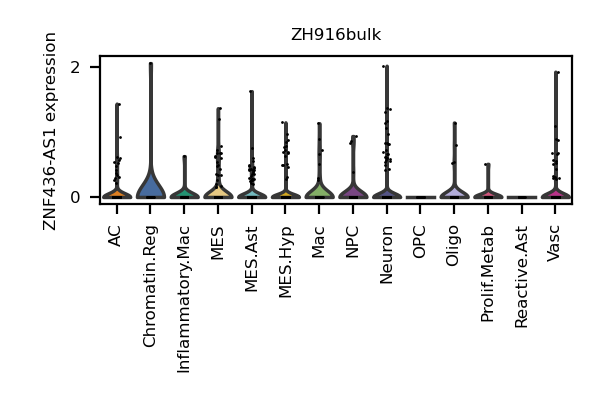 ZH916bulk
ZNF436-AS1 expression
2
0
AC
Chromatin.Reg
Inflammatory.Mac
MES
MES.Ast
MES.Hyp
Mac
NPC
Neuron
OPC
Oligo
Prolif.Metab
Reactive.Ast
Vasc